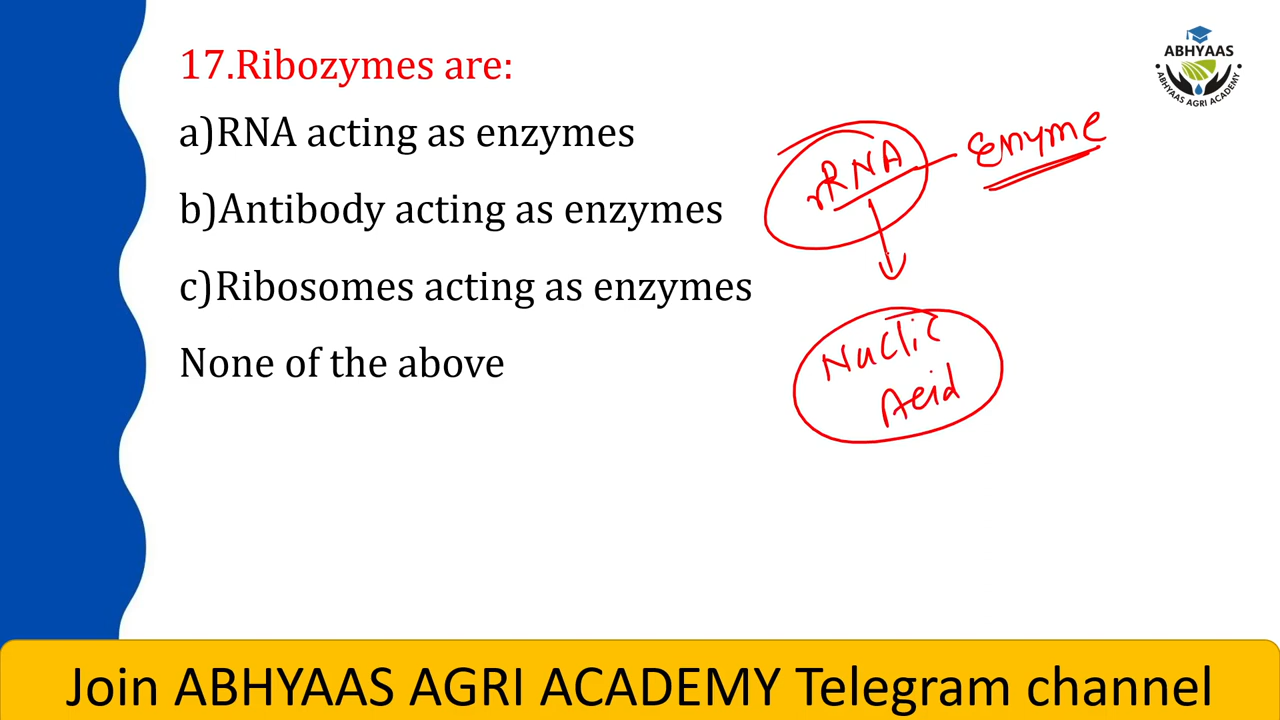 ABHYAAS
ABHYAAS AGRI ACADEMY
17.Ribozymes are:
a)RNA acting as enzymes
b)Antibody acting as enzymes
c)Ribosomes acting as enzymes
None of the above
rRNA Enyme
Nuclic
Acid
Join ABHYAAS AGRI ACADEMY Telegram channel